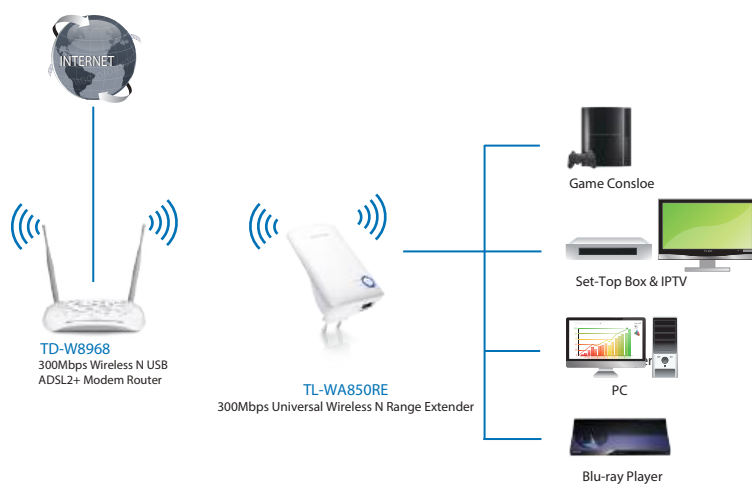 INTERNET
Game Consloe
Set-Top Box & IPTV
TD-W8968
300Mbps Wireless N USB
ADSL2+ Modem Router
TL-WA850RE
300Mbps Universal Wireless N Range Extender
PC
Blu-ray Player